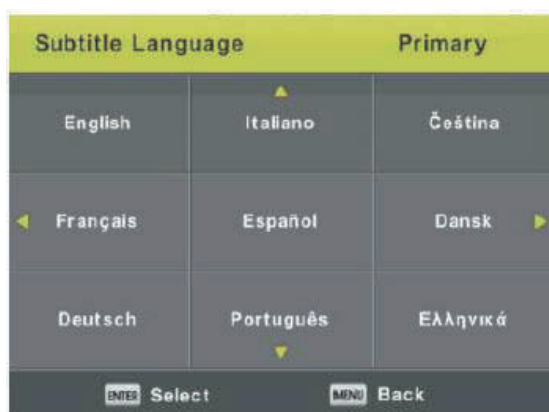 Subtitle Language Primary
English Italiano Čeština
Français Español Dansk
Deutsch Português Ελληνικά
ENTER Select MENU Back